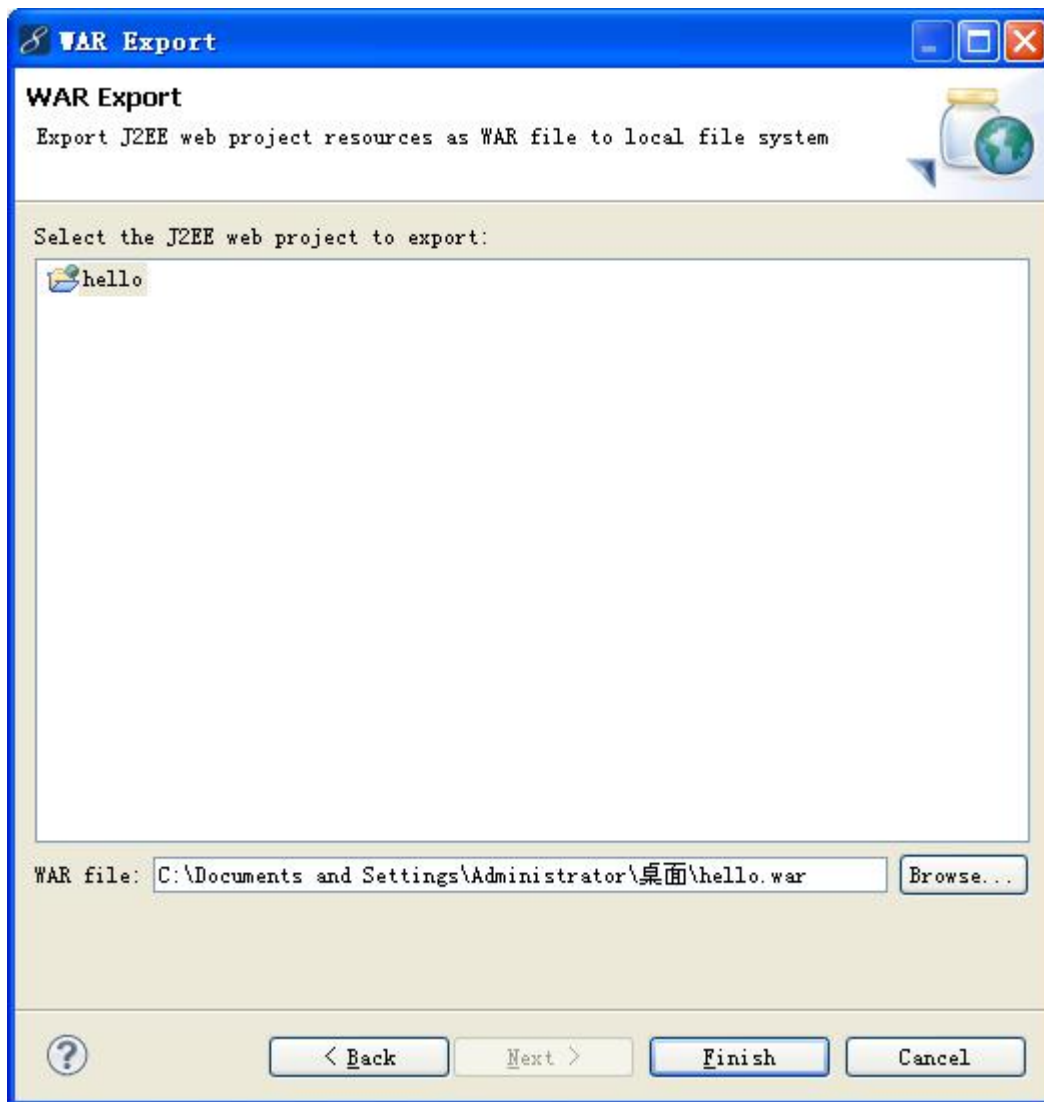 WAR Export
WAR Export
Export J2EE web project resources as WAR file to local file system
Select the J2EE web project to export:
hello
WAR file: C:\Documents and Settings\Administrator\桌面\hello.war Browse...
? < Back Next > Finish Cancel